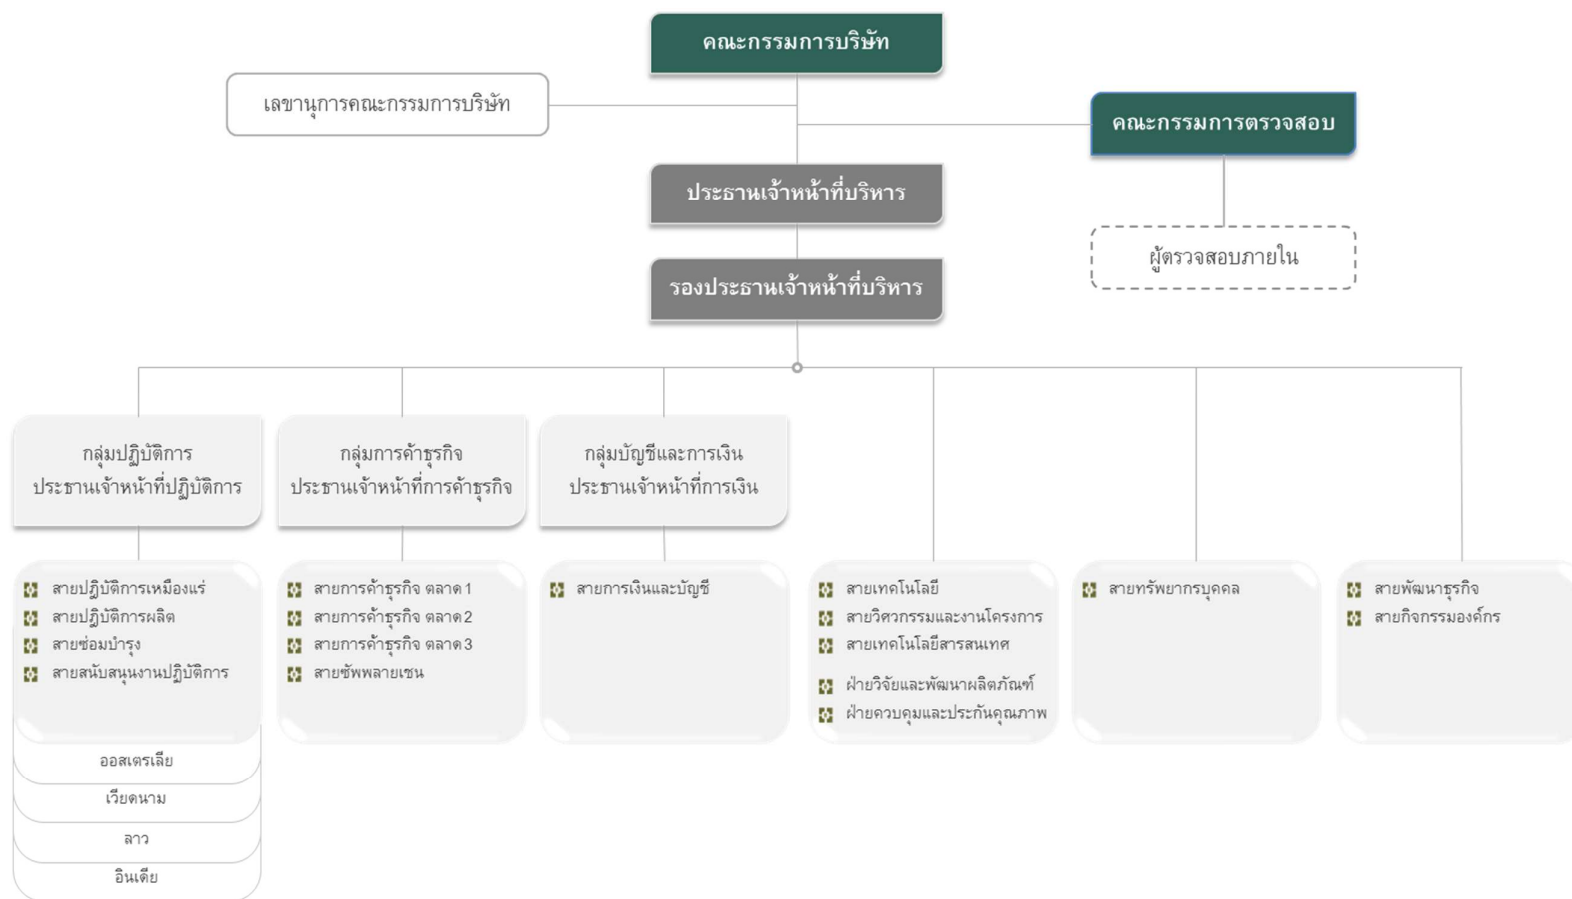 คณะกรรมการบริษัท
เลขานุการคณะกรรมการบริษัท
คณะกรรมการตรวจสอบ
ประธานเจ้าหน้าที่บริหาร
ผู้ตรวจสอบภายใน
รองประธานเจ้าหน้าที่บริหาร
กลุ่มปฏิบัติการ
ประธานเจ้าหน้าที่ปฏิบัติการ
กลุ่มการค้าธุรกิจ
ประธานเจ้าหน้าที่การค้าธุรกิจ
กลุ่มบัญชีและการเงิน
ประธานเจ้าหน้าที่การเงิน
สายปฏิบัติการเหมืองแร่
สายปฏิบัติการผลิต
สายซ่อมบำรุง
สายสนับสนุนงานปฏิบัติการ
ออสเตรเลีย
เวียดนาม
ลาว
อินเดีย
สายการค้าธุรกิจ ตลาด1
สายการค้าธุรกิจ ตลาด2
สายการค้าธุรกิจ ตลาด3
สายซัพพลายเชน
สายการเงินและบัญชี
สายเทคโนโลยี
สายวิศวกรรมและงานโครงการ
สายเทคโนโลยีสารสนเทศ
ฝ่ายวิจัยและพัฒนาผลิตภัณฑ์
ฝ่ายควบคุมและประกันคุณภาพ
สายทรัพยากรบุคคล
สายพัฒนาธุรกิจ
สายกิจกรรมองค์กร